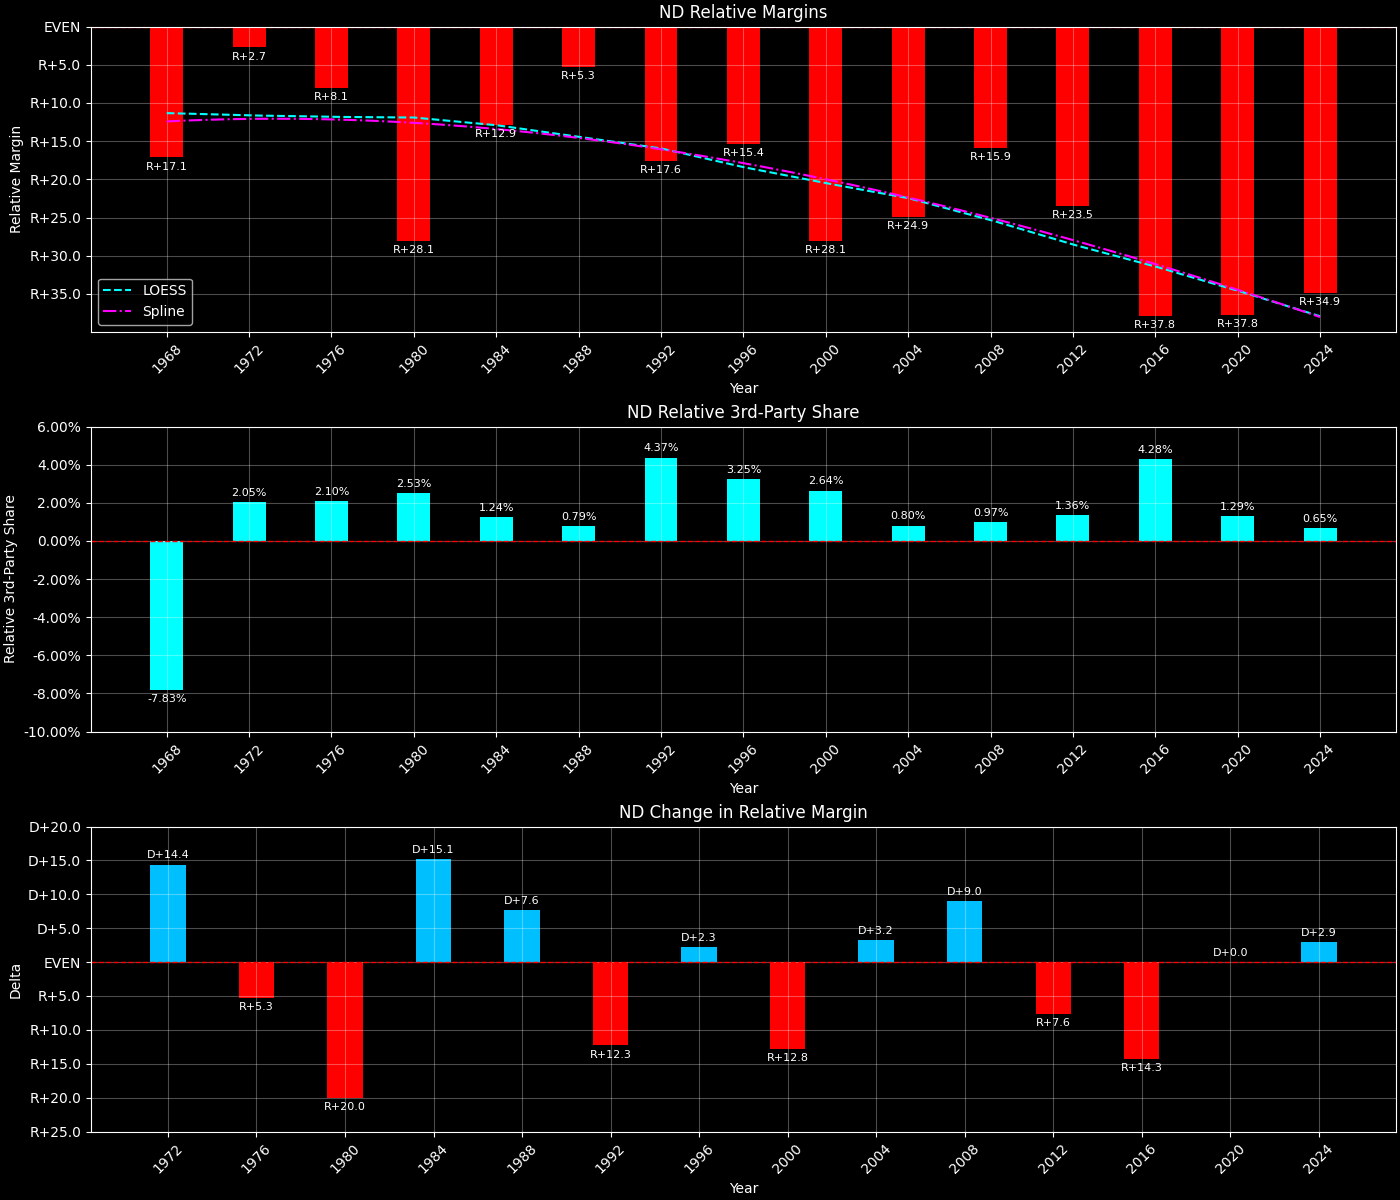 ND Relative Margins
EVEN
R+5.0
R+10.0
R+15.0
R+20.0
R+25.0
R+30.0
R+35.0
Relative Margin
R+17.1
R+2.7
R+8.1
R+28.1
R+12.9
R+5.3
R+17.6
R+15.4
R+28.1
R+24.9
R+15.9
R+23.5
R+37.8
R+37.8
R+34.9
LOESS
Spline
1968
1972
1976
1980
1984
1988
1992
1996
2000
2004
2008
2012
2016
2020
2024
Year
ND Relative 3rd-Party Share
6.00%
4.00%
2.00%
0.00%
-2.00%
-4.00%
-6.00%
-8.00%
-10.00%
Relative 3rd-Party Share
-7.83%
2.05%
2.10%
2.53%
1.24%
0.79%
4.37%
3.25%
2.64%
0.80%
0.97%
1.36%
4.28%
1.29%
0.65%
1968
1972
1976
1980
1984
1988
1992
1996
2000
2004
2008
2012
2016
2020
2024
Year
ND Change in Relative Margin
D+20.0
D+15.0
D+10.0
D+5.0
EVEN
R+5.0
R+10.0
R+15.0
R+20.0
R+25.0
Delta
D+14.4
R+5.3
R+20.0
D+15.1
D+7.6
R+12.3
D+2.3
R+12.8
D+3.2
D+9.0
R+7.6
R+14.3
D+0.0
D+2.9
1972
1976
1980
1984
1988
1992
1996
2000
2004
2008
2012
2016
2020
2024
Year